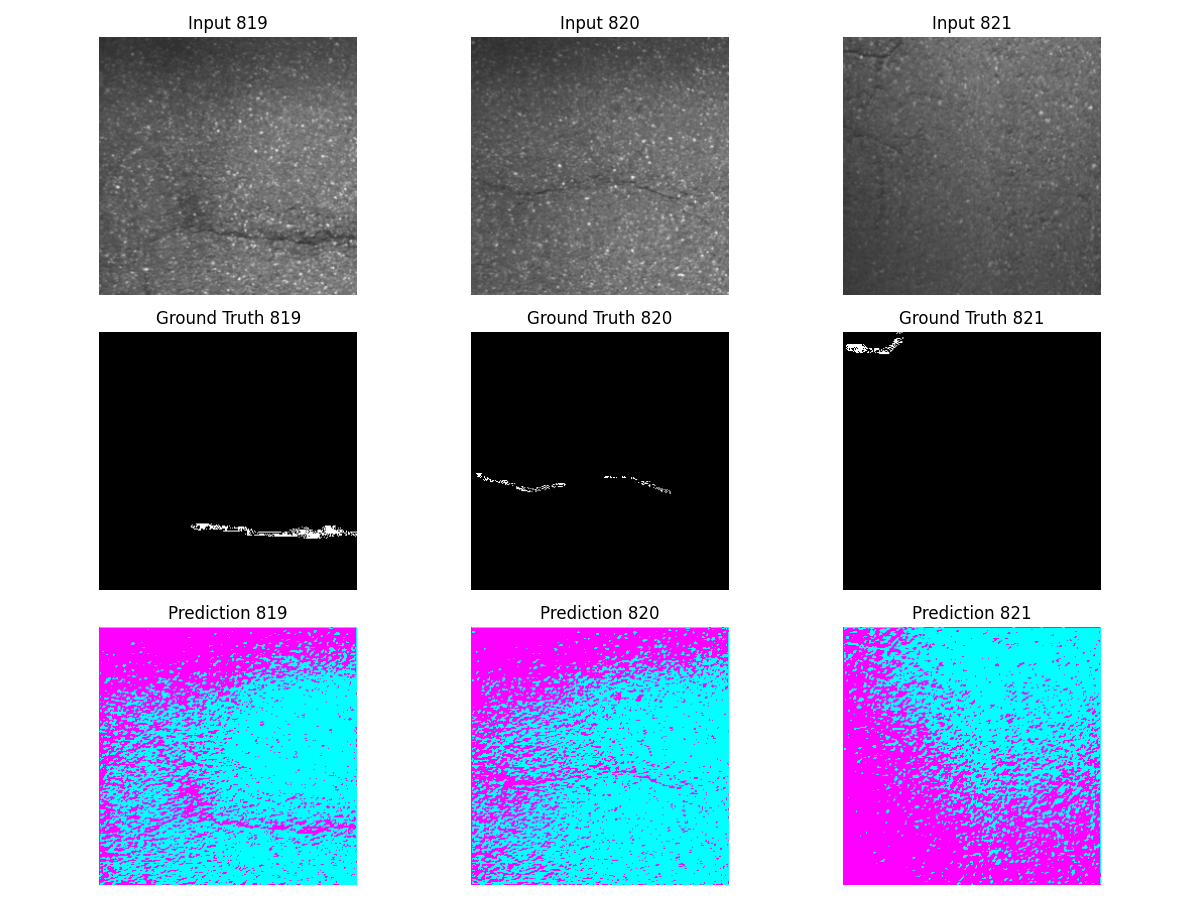 Input 819
Input 820
Input 821
Ground Truth 819
Ground Truth 820
Ground Truth 821
Prediction 819
Prediction 820
Prediction 821